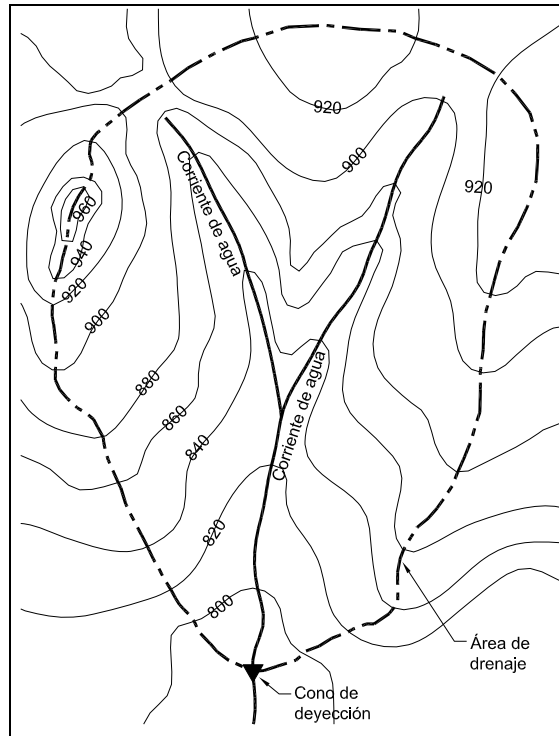 920
900
920
Corriente de agua
960
940
920
900
880
860
840
Corriente de agua
820
800
Área de
drenaje
Cono de
deyección